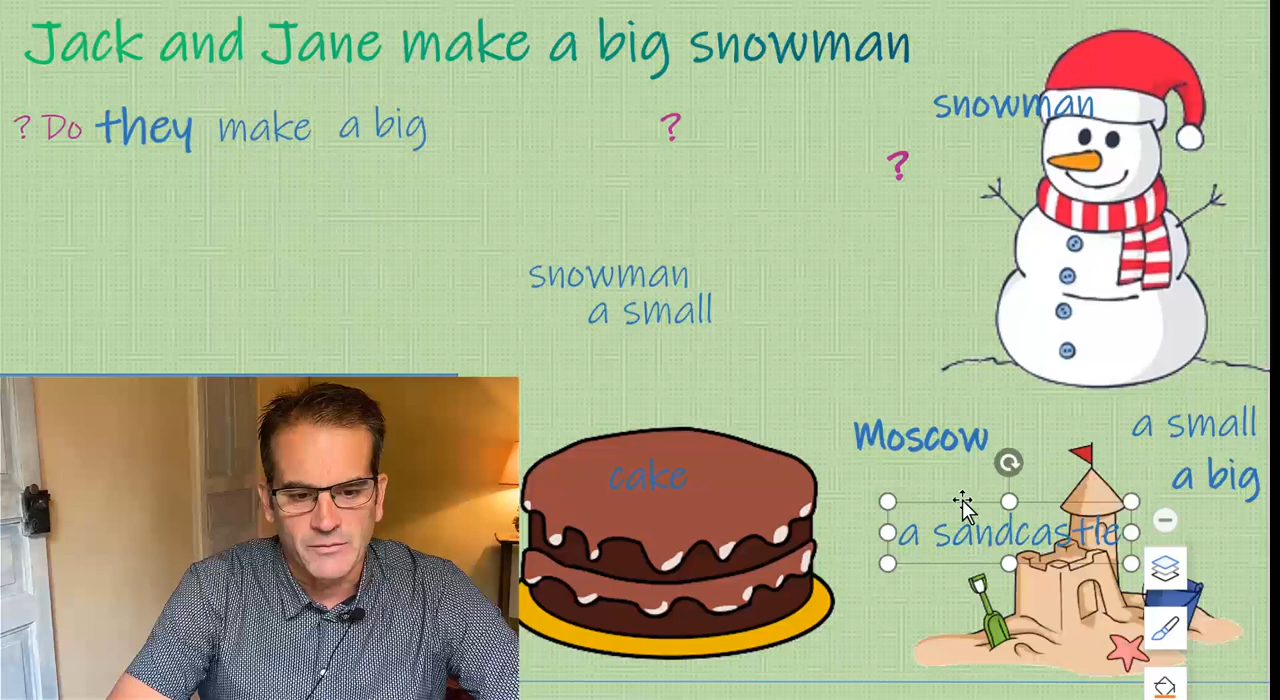 Jack and Jane make a big snowman
snowman
? Do they make a big ?
?
snowman
a small
a small
Moscow
a big
cake
a sandcastle